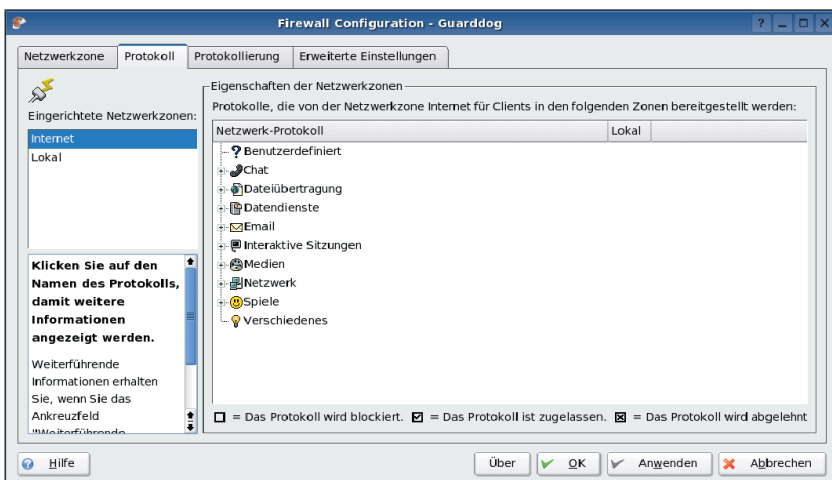 Firewall Configuration - Guarddog
Netzwerkzone
Protokoll
Protokollierung
Erweiterte Einstellungen
Eingerichtete Netzwerkzonen:
Internet
Lokal
Klicken Sie auf den
Namen des Protokolls,
damit weitere
Informationen
angezeigt werden.
Weiterführende
Informationen erhalten
Sie, wenn Sie das
Ankreuzfeld
"Weiterführende
Eigenschaften der Netzwerkzonen
Protokolle, die von der Netzwerkzone Internet für Clients in den folgenden Zonen bereitgestellt werden:
Netzwerk-Protokoll
Lokal
Benutzerdefiniert
Chat
Dateiübertragung
Datendienste
Email
Interaktive Sitzungen
Medien
Netzwerk
Spiele
Verschiedenes
= Das Protokoll wird blockiert. = Das Protokoll ist zugelassen. = Das Protokoll wird abgelehnt
Hilfe
Über
OK
Anwenden
Abbrechen